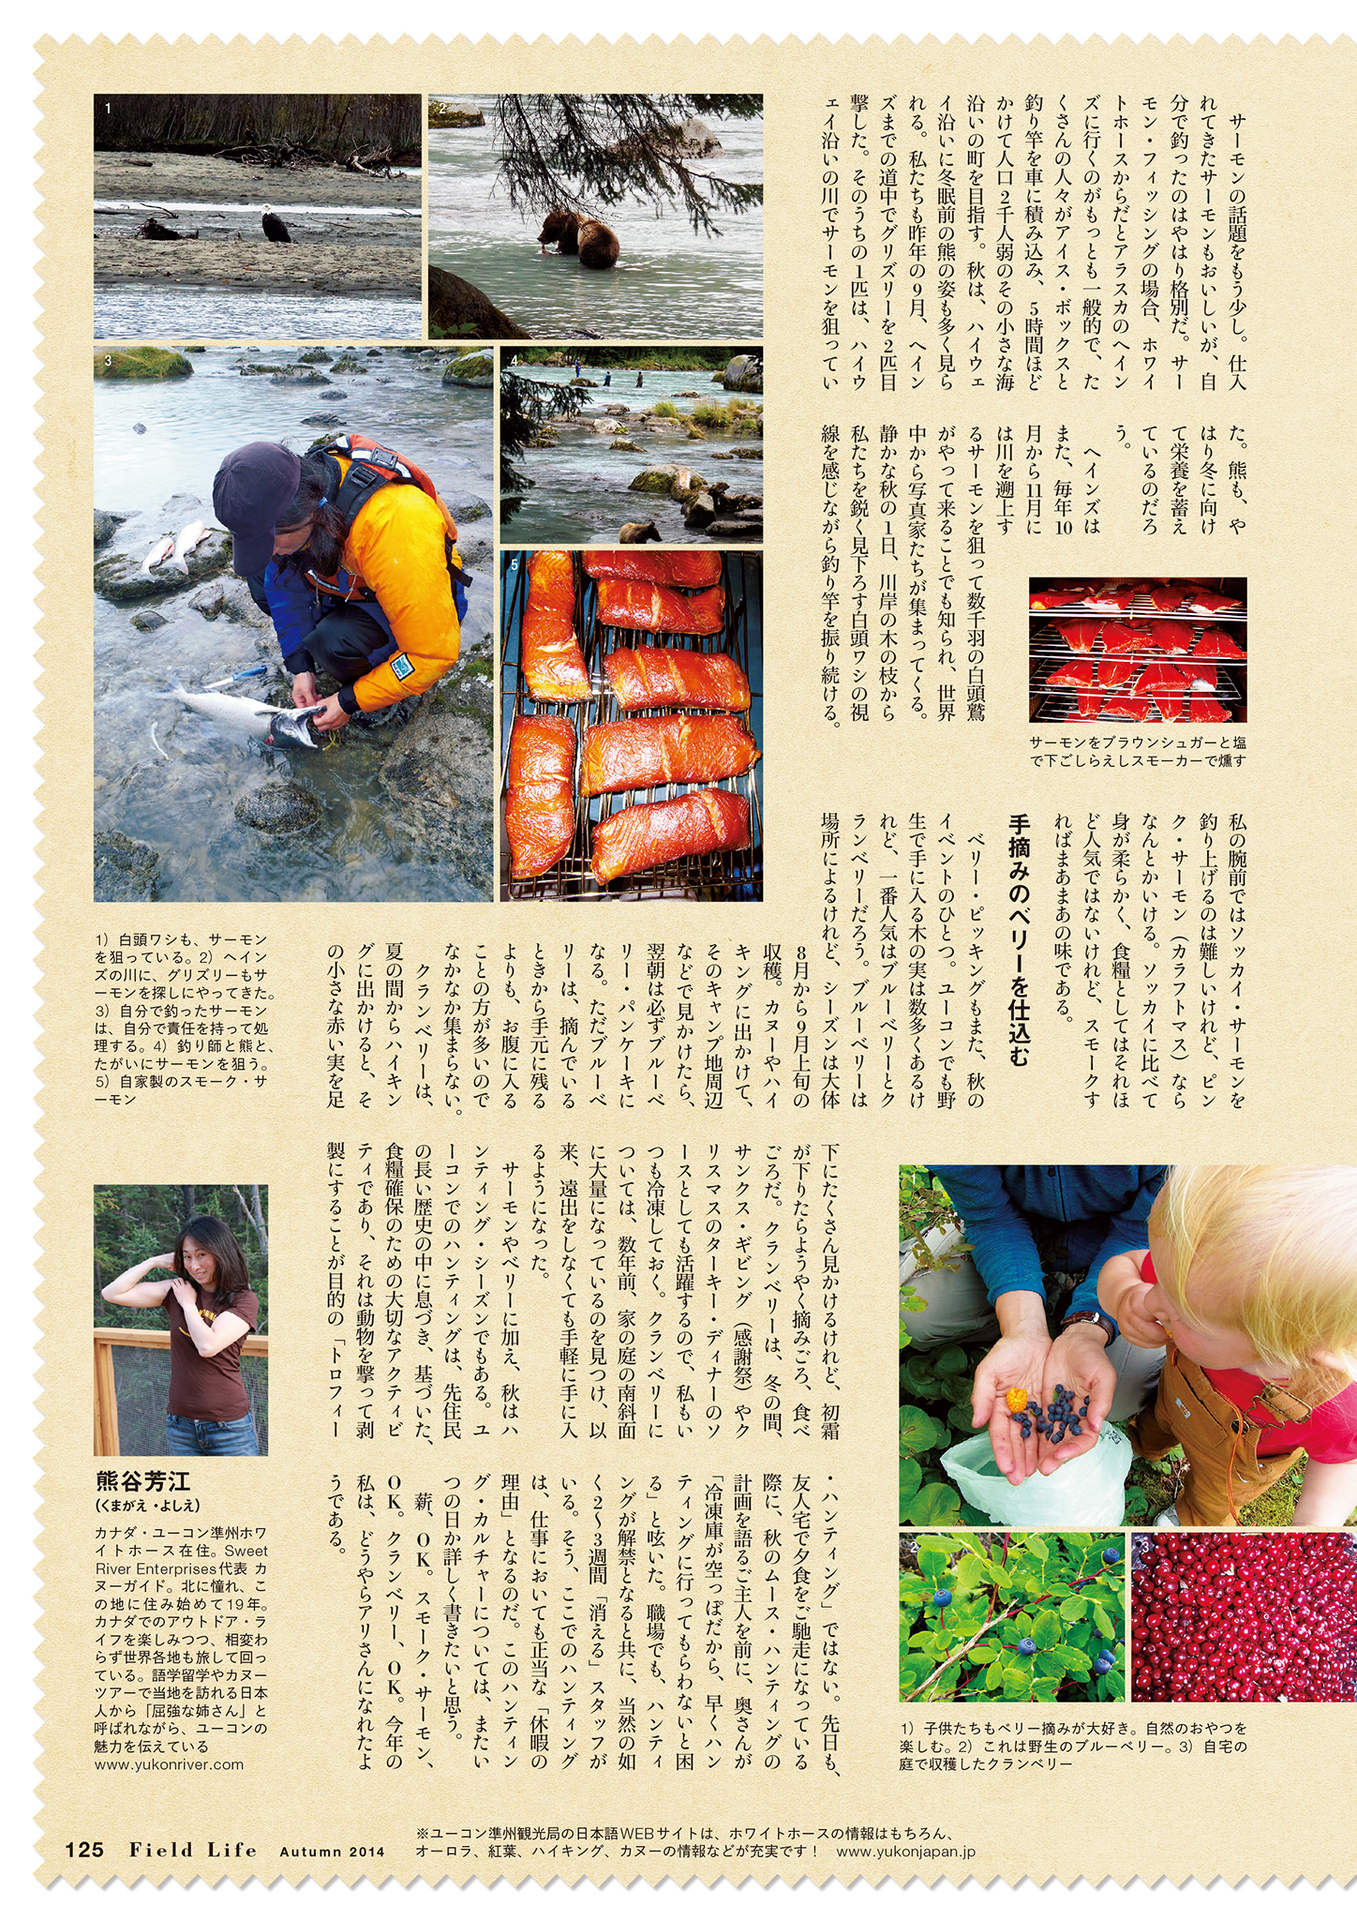 サーモンの話題をもう少し。仕入
れてきたサーモンもおいしいが、自
分で釣ったのはやはり格別だ。サー
モン・フィッシングの場合、ホワイ
トホースからだとアラスカのヘイン
ズに行くのがもっとも一般的で、た
くさんの人々がアイス・ボックスと
釣り竿を車に積み込み、5時間ほど
かけて人口2千人弱のその小さな海
沿いの町を目指す。秋は、ハイウェ
イ沿いに冬眠前の熊の姿も多く見ら
れる。私たちも昨年の9月、ヘイン
ズまでの道中でグリズリーを2匹目
撃した。そのうちの1匹は、ハイウ
ェイ沿いの川でサーモンを狙ってい
た。熊も、や
はり冬に向け
て栄養を蓄え
ているのだろ
う。
ヘインズは
また、毎年10
月から11月に
は川を遡上す
るサーモンを狙って数千羽の白頭鷲
がやって来ることでも知られ、世界
中から写真家たちが集まってくる。
静かな秋の1日、川岸の木の枝から
私たちを鋭く見下ろす白頭ワシの視
線を感じながら釣り竿を振り続ける。
サーモンをブラウンシュガーと塩
で下ごしらえしスモーカーで燻す
私の腕前ではソッカイ・サーモンを
釣り上げるのは難しいけれど、ピン
ク・サーモン（カラフトマス）なら
なんとかいける。ソッカイに比べて
身が柔らかく、食糧としてはそれほ
ど人気ではないけれど、スモークす
ればまあまあの味である。
手摘みのベリーを仕込む
ベリー・ピッキングもまた、秋の
イベントのひとつ。ユーコンでも野
生で手に入る木の実は数多くあるけ
れど、一番人気はブルーベリーとク
ランベリーだろう。ブルーベリーは
場所によるけれど、シーズンは大体
8月から9月上旬の
収穫。カヌーやハイ
キングに出かけて、
そのキャンプ地周辺
などで見かけたら、
翌朝は必ずブルーベ
リー・パンケーキに
なる。ただブルーベ
リーは、摘んでいる
ときから手元に残る
よりも、お腹に入る
ことの方が多いので
なかなか集まらない。
クランベリーは、
夏の間からハイキン
グに出かけると、そ
の小さな赤い実を足
下にたくさん見かけるけれど、初霜
が下りたらようやく摘みごろ、食べ
ごろだ。クランベリーは、冬の間、
サンクス・ギビング（感謝祭）やク
リスマスのターキー・ディナーのソ
ースとしても活躍するので、私もい
つも冷凍しておく。クランベリーに
ついては、数年前、家の庭の南斜面
に大量になっているのを見つけ、以
来、遠出をしなくても手軽に手に入
るようになった。
サーモンやベリーに加え、秋はハ
ンティング・シーズンでもある。ユ
ーコンでのハンティングは、先住民
の長い歴史の中に息づき、基づいた、
食糧確保のための大切なアクティビ
ティであり、それは動物を撃って剥
製にすることが目的の「トロフィー
・ハンティング」ではない。先日も、
友人宅で夕食をご馳走になっている
際に、秋のムース・ハンティングの
計画を語るご主人を前に、奥さんが
「冷凍庫が空っぽだから、早くハン
ティングに行ってもらわないと困
る」と呟いた。職場でも、ハンティ
ングが解禁となると共に、当然の如
く2〜3週間「消える」スタッフが
いる。そう、ここでのハンティング
は、仕事においても正当な「休暇の
理由」となるのだ。このハンティン
グ・カルチャーについては、またい
つの日か詳しく書きたいと思う。
薪、OK。スモーク・サーモン、
OK。クランベリー、OK。今年の
私は、どうやらアリさんになれたよ
うである。
1
2
3
4
5
1）白頭ワシも、サーモン
を狙っている。2）ヘイン
ズの川に、グリズリーもサ
ーモンを探しにやってきた。
3）自分で釣ったサーモン
は、自分で責任を持って処
理する。4）釣り師と熊と、
たがいにサーモンを狙う。
5）自家製のスモーク・サ
ーモン
熊谷芳江
（くまがえ・よしえ）
カナダ・ユーコン準州ホワ
イトホース在住。Sweet
River Enterprises代表 カ
ヌーガイド。北に憧れ、こ
の地に住み始めて19年。
カナダでのアウトドア・ラ
イフを楽しみつつ、相変わ
らず世界各地も旅して回っ
ている。語学留学やカヌー
ツアーで当地を訪れる日本
人から「屈強な姉さん」と
呼ばれながら、ユーコンの
魅力を伝えている
www.yukonriver.com
2
3
1）子供たちもベリー摘みが大好き。自然のおやつを
楽しむ。2）これは野生のブルーベリー。3）自宅の
庭で収穫したクランベリー
125 Field Life Autumn 2014
※ユーコン準州観光局の日本語WEBサイトは、ホワイトホースの情報はもちろん、
オーロラ、紅葉、ハイキング、カヌーの情報などが充実です！ www.yukonjapan.jp